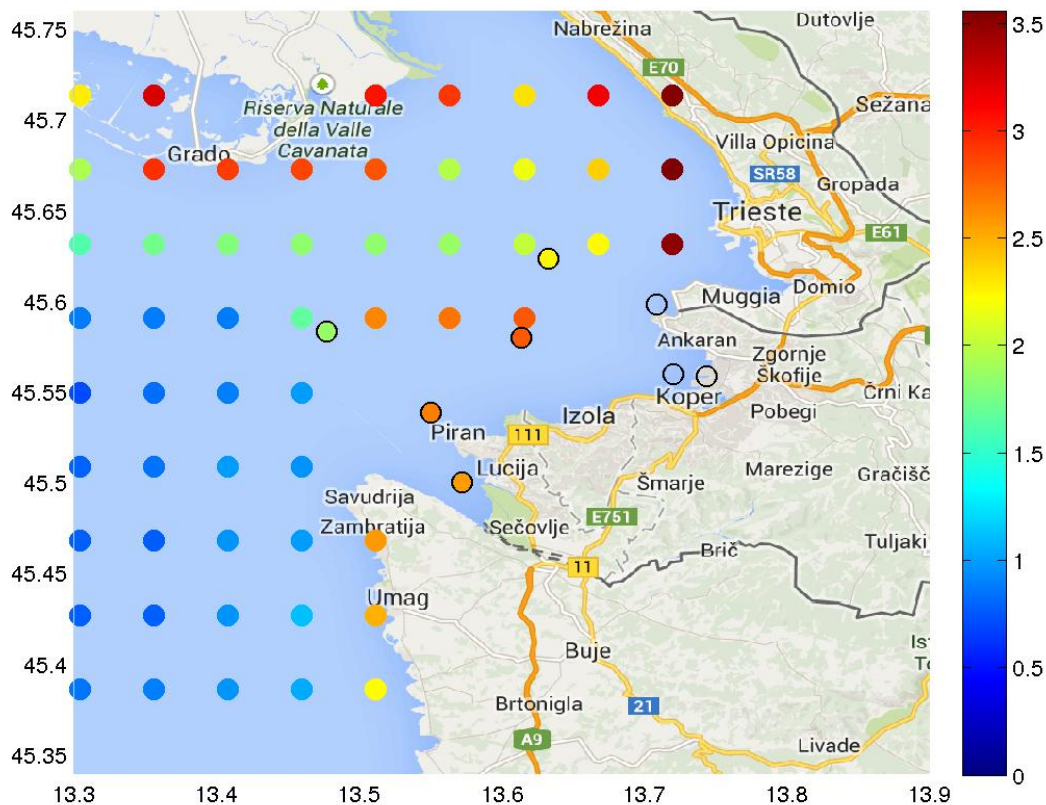 45.75
45.7
45.65
45.6
45.55
45.5
45.45
45.4
45.35
13.3
13.4
13.5
13.6
13.7
13.8
13.9
3.5
3
2.5
2
1.5
1
0.5
0
Dutovlje
Nabrežina
E70
Sežana
Riserva Naturale
della Valle
Cavanata
Grado
Villa Opicina
SR58
Gropada
Trieste
E61
Domio
Muggia
Ankaran
Zgornje
Škofije
Črni Ka
Koper
Izola
Pobegi
Piran
111
Lucija
Marezige
Gračišč
Šmarje
Savudrija
Zambratija
Sečovlje
E751
Tuljaki
Brič
11
Umag
Buje
Brtonigla
21
A9
Livade